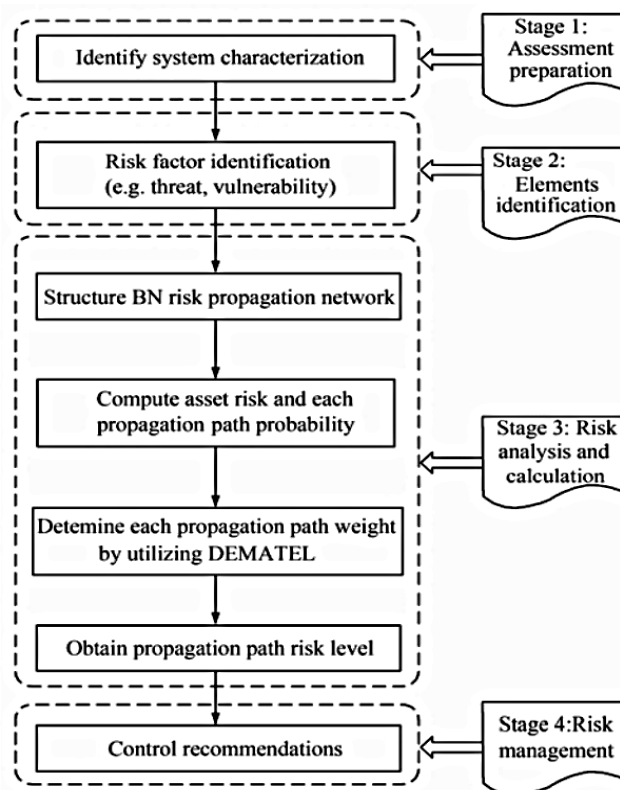 Stage 1:
Assessment
preparation
Identify system characterization
Stage 2:
Elements
identification
Risk factor identification
(e.g. threat, vulnerability)
Structure BN risk propagation network
Compute asset risk and each
propagation path probability
Stage 3: Risk
analysis and
calculation
Detemine each propagation path weight
by utilizing DEMATEL
Obtain propagation path risk level
Stage 4:Risk
management
Control recommendations